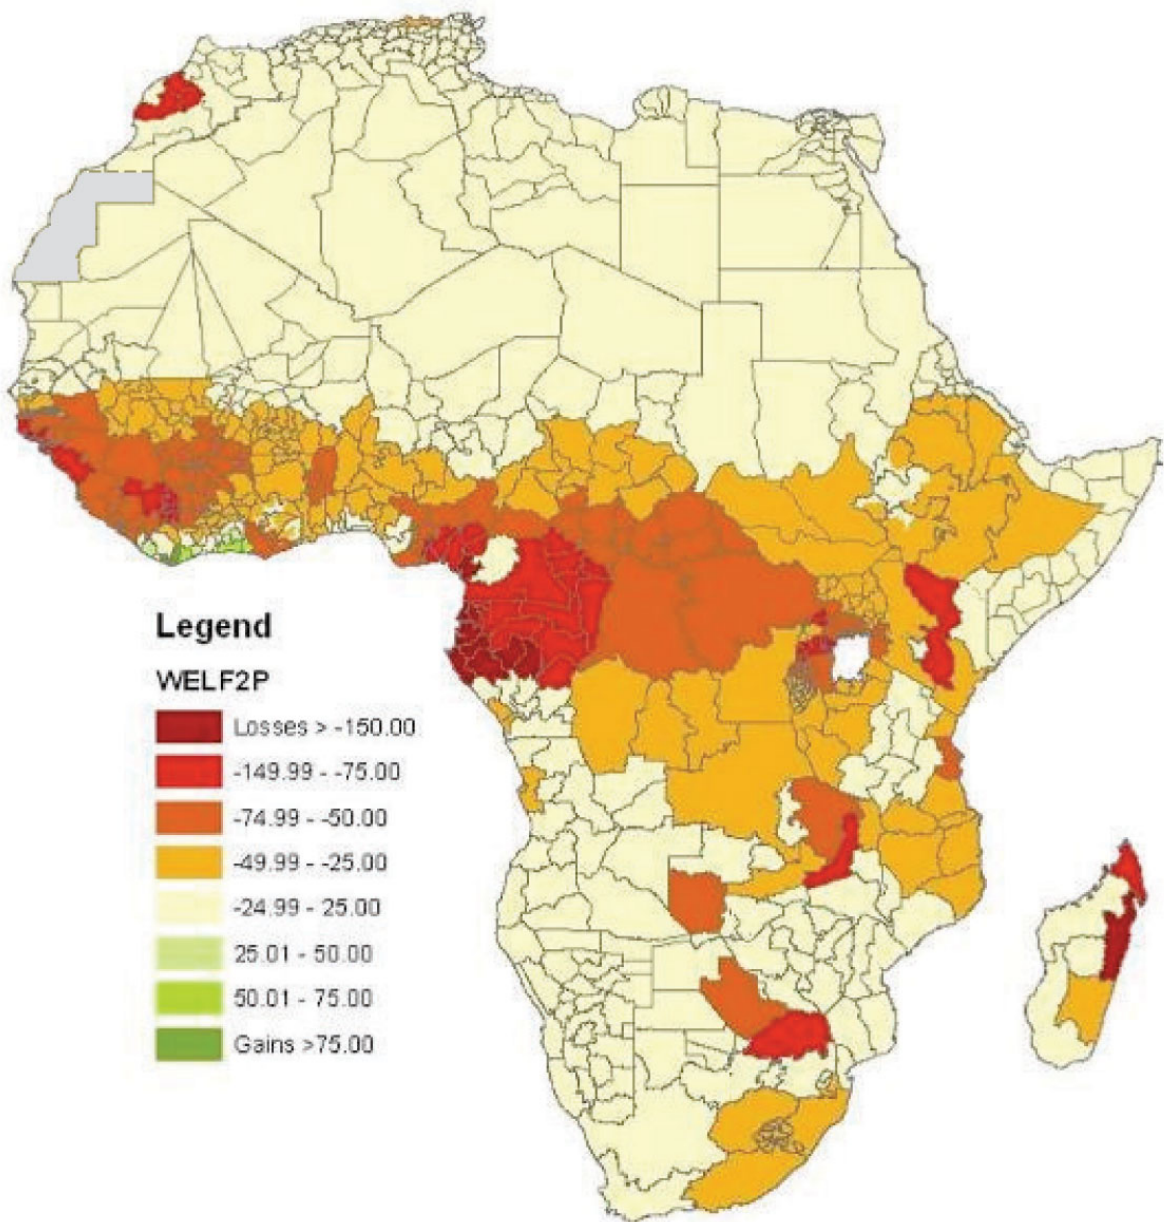 Legend
WELF2P
Losses > -150.00
-149.99 - -75.00
-74.99 - -50.00
-49.99 - -25.00
-24.99 - 25.00
25.01 - 50.00
50.01 - 75.00
Gains >75.00